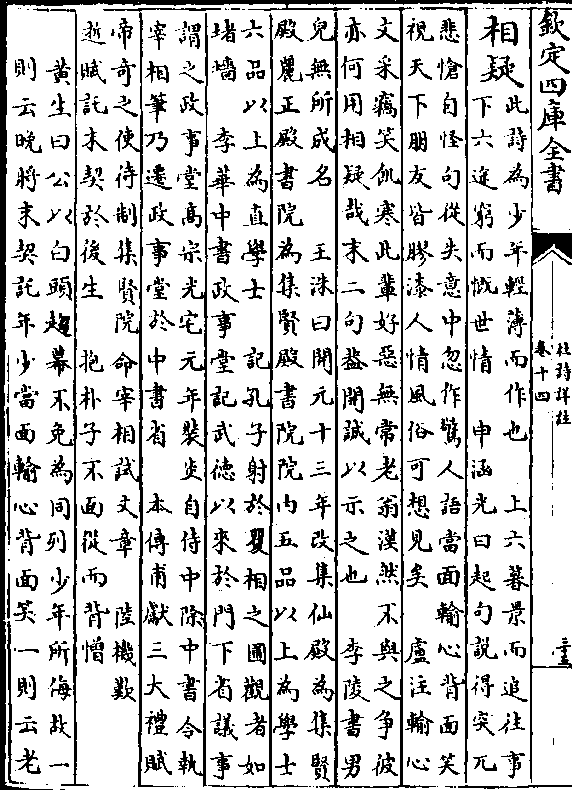 欽定四庫全書
杜詩詳註
卷十四
三
相疑
此詩為少年輕薄而作也　上六暮景而追往事
下六途窮而慨世情　申涵光曰起句說得突兀
悲愴自怪句從失意中忽作驚人語當面輸心背面笑
視天下朋友皆膠漆人情風俗可想見矣　盧注輸心
文采竊笑飢寒此輩好惡無常老翁漠然不與之争彼
亦何用相疑哉末二句盖開誠以示之也　李陵書男
兒無所成名　王洙曰開元十三年改集仙殿為集賢
殿麗正殿書院為集賢殿書院院内五品以上為學士
六品以上為直學士　記孔子射於矍相之圃觀者如
堵墻　李華中書政事堂記武德以來於門下省議事
謂之政事堂髙宗光宅元年裴炎自侍中除中書令執
宰相筆乃遷政事堂於中書省　本傳甫獻三大禮賦
帝奇之使待制集賢院命宰相試文章　陸機歎
逝賦託末契於後生　抱朴子不面從而背憎
黄生曰公以白頭趨幕不免為同列少年所侮故一
則云晚將末契託年少當面輸心背面笑一則云老